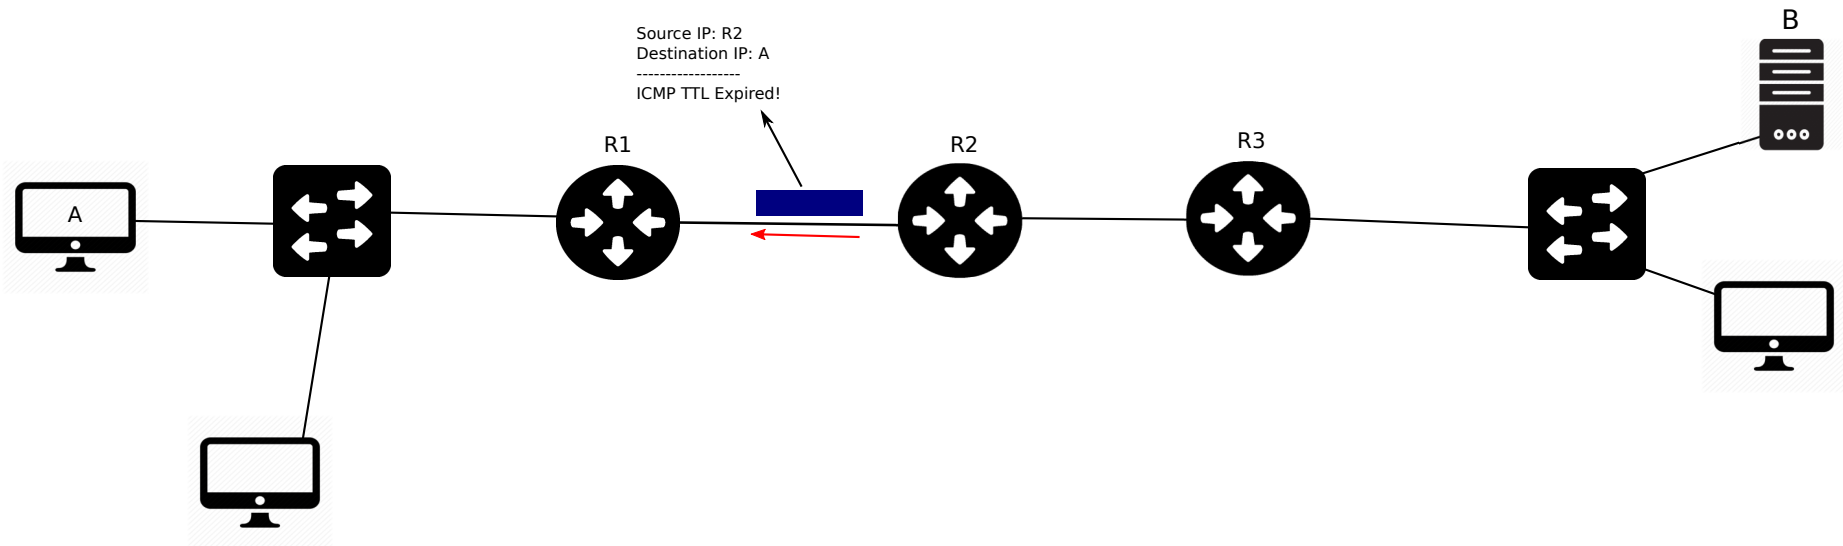 B
Source IP: R2
Destination IP: A
------------------
ICMP TTL Expired!
R1
R2
R3
A